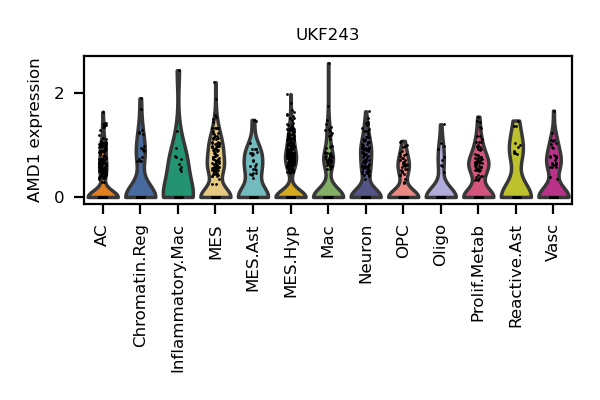 UKF243
AMD1 expression
2
0
AC
Chromatin.Reg
Inflammatory.Mac
MES
MES.Ast
MES.Hyp
Mac
Neuron
OPC
Oligo
Prolif.Metab
Reactive.Ast
Vasc